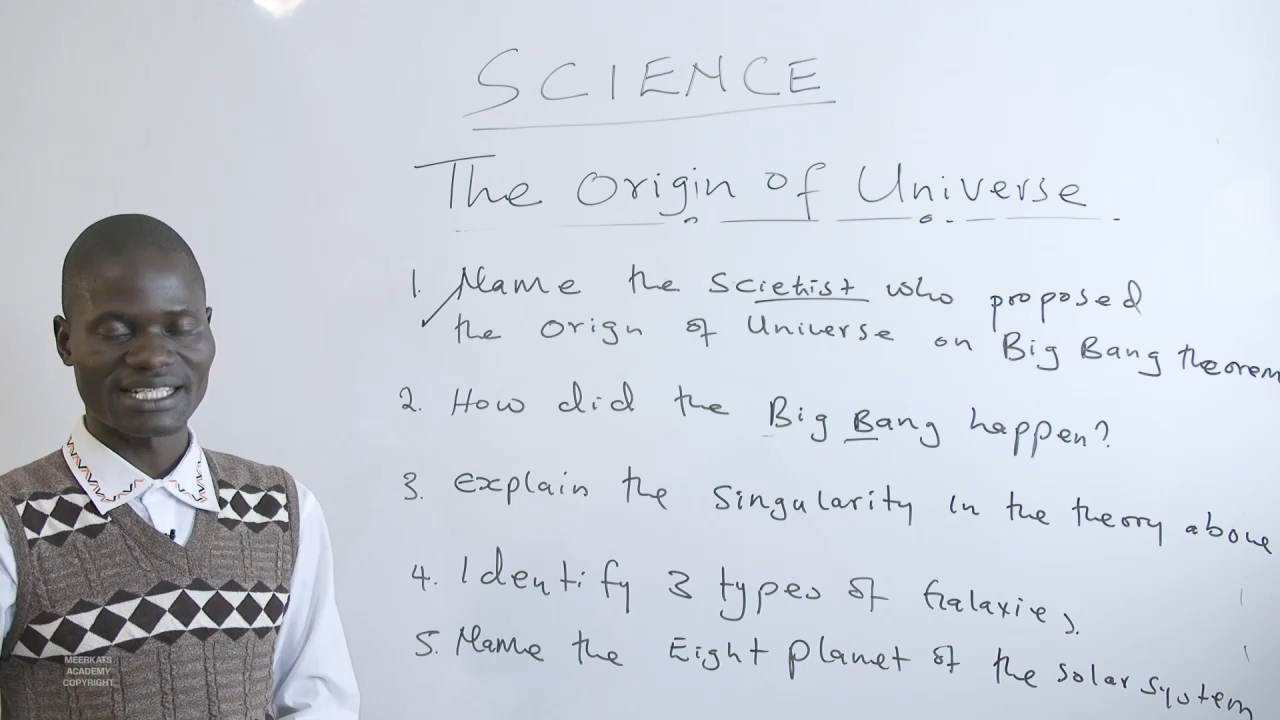 SCIENCE
The Origin of Universe
1. Name the Scietist who proposed
the Orign of Universe on Big Bang theorem
2. How did the Big Bang happen?
3. Explain the Singularity in the theory above
4. Identify 3 types of Galaxies.
5. Name the Eight planet of the solar system
MEERKATS
ACADEMY
COPYRIGHT